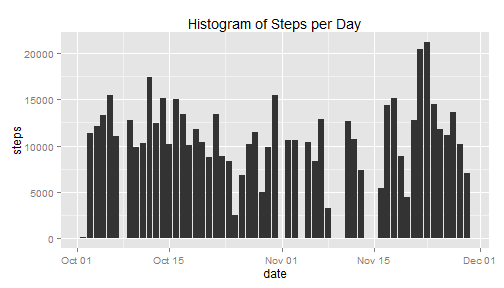 Histogram of Steps per Day
steps
20000
15000
10000
5000
0
Oct 01
Oct 15
Nov 01
Nov 15
Dec 01
date